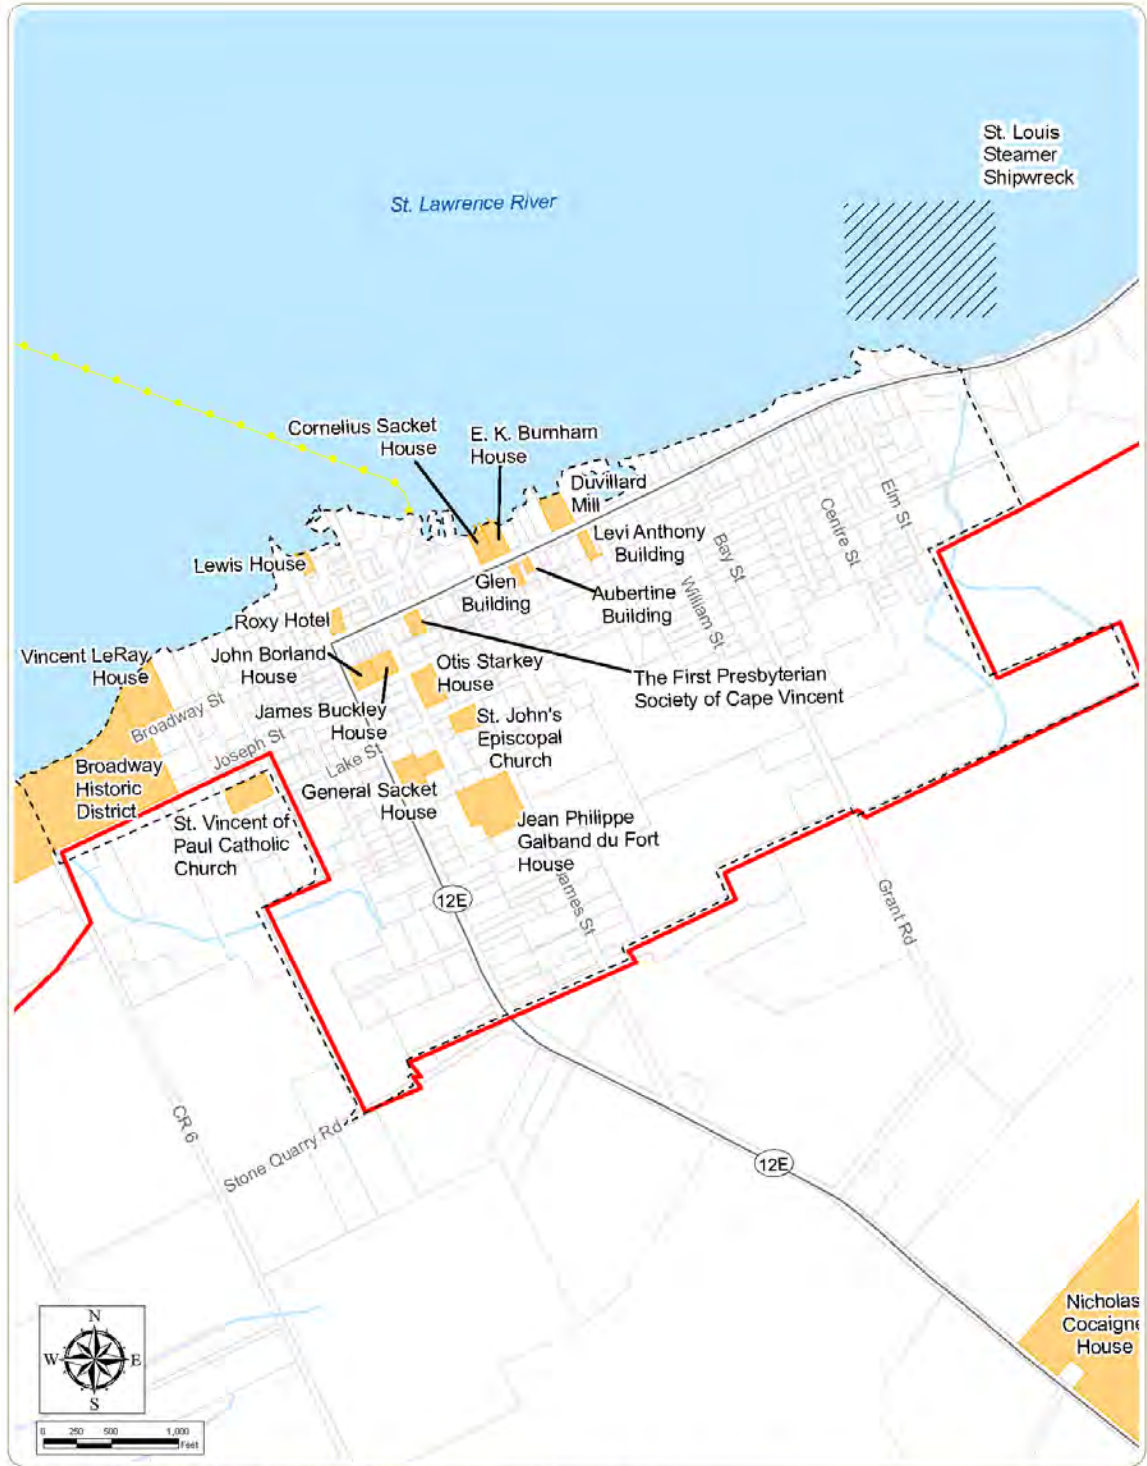 St. Louis
Steamer
Shipwreck
St. Lawrence River
Cornelius Sacket
House
E. K. Burnham
House
Duvillard
Mill
Elm St
Centre St
Levi Anthony
Building
Bay St
Lewis House
Glen
Building
Aubertine
Building
William St
Roxy Hotel
Vincent LeRay
House
John Borland
House
Otis Starkey
House
The First Presbyterian
Society of Cape Vincent
Broadway St
James Buckley
House
St. John's
Episcopal
Church
Joseph St
Lake St
Broadway
Historic
District
General Sacket
House
St. Vincent of
Paul Catholic
Church
Jean Philippe
Galband du Fort
House
12E
James St
Grant Rd
CR 6
Stone Quarry Rd
12E
Nicholas
Cocaigne
House
N
W
E
S
0 250 500 1,000
Feet